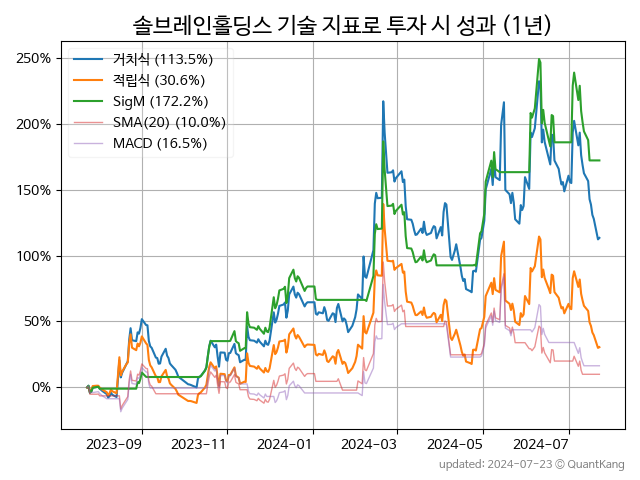 솔브레인홀딩스 기술 지표로 투자 시 성과 (1년)
거치식 (113.5%)
적립식 (30.6%)
SigM (172.2%)
SMA(20) (10.0%)
MACD (16.5%)
250%
200%
150%
100%
50%
0%
2023-09 2023-11 2024-01 2024-03 2024-05 2024-07
updated: 2024-07-23 © QuantKang